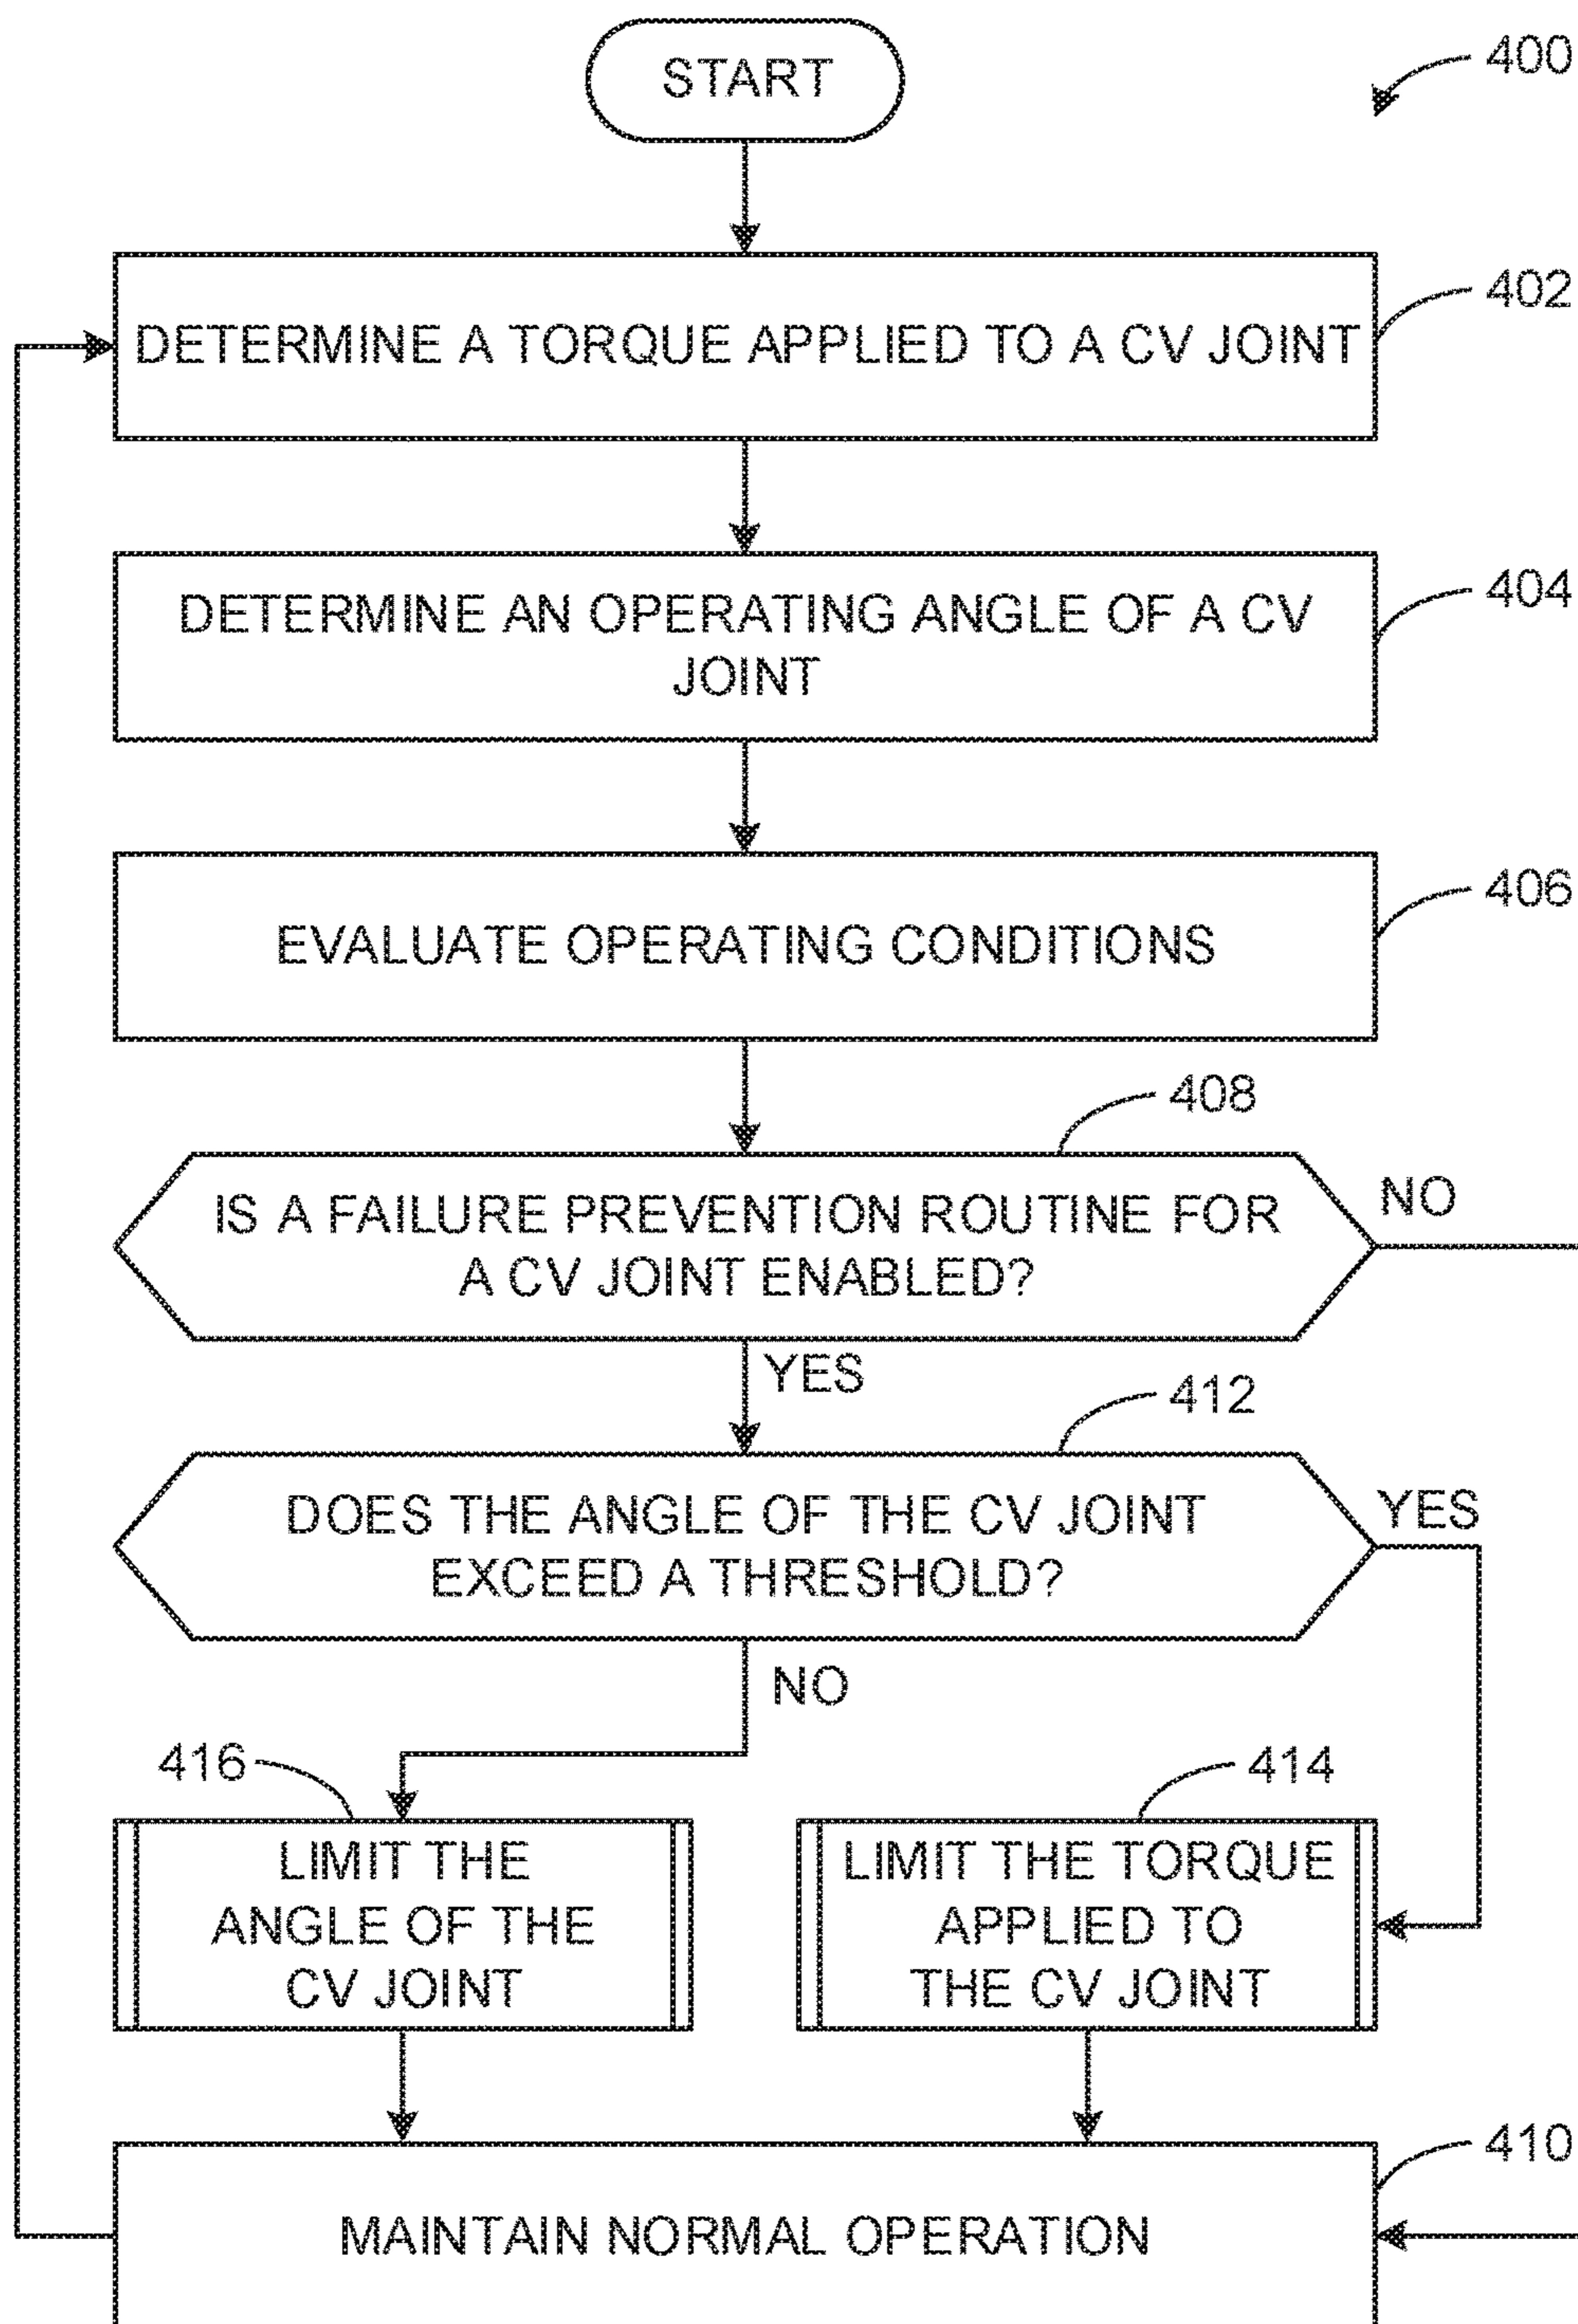 START
400
DETERMINE A TORQUE APPLIED TO A CV JOINT
402
DETERMINE AN OPERATING ANGLE OF A CV
JOINT
404
EVALUATE OPERATING CONDITIONS
406
408
IS A FAILURE PREVENTION ROUTINE FOR
A CV JOINT ENABLED?
NO
YES
412
DOES THE ANGLE OF THE CV JOINT
EXCEED A THRESHOLD?
YES
NO
416
LIMIT THE
ANGLE OF THE
CV JOINT
414
LIMIT THE TORQUE
APPLIED TO
THE CV JOINT
410
MAINTAIN NORMAL OPERATION